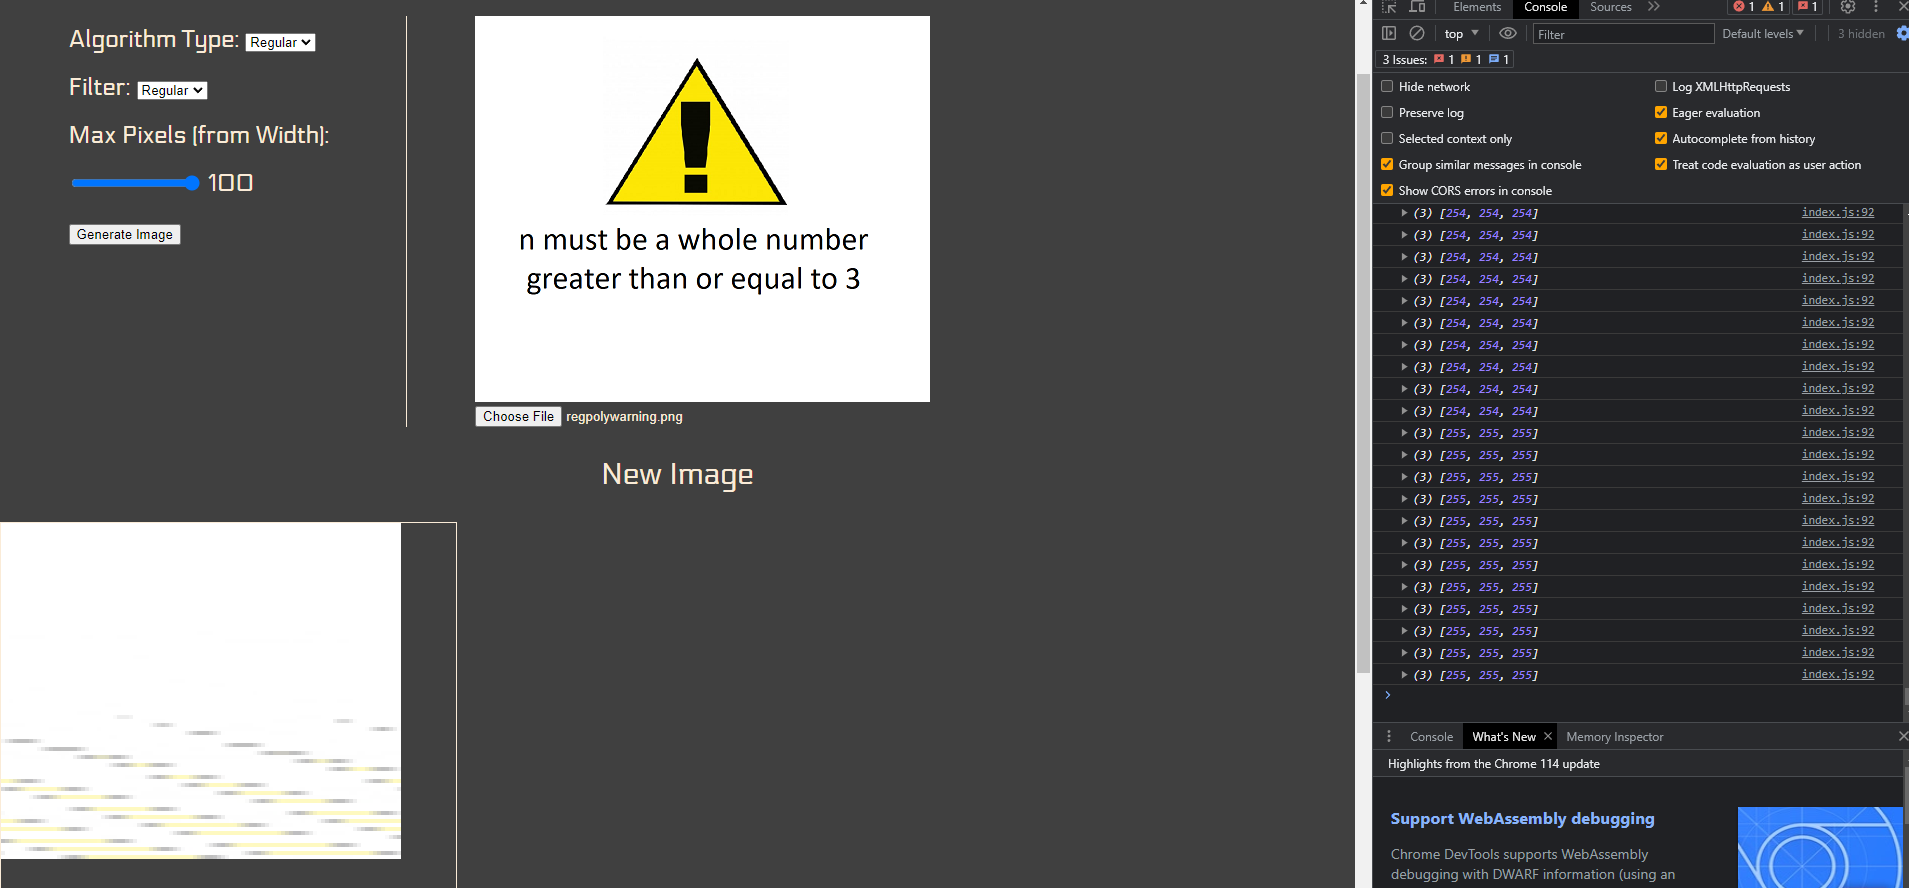 Algorithm Type: Regular
Filter: Regular
Max Pixels (from Width):
100
Generate Image
!
n must be a whole number
greater than or equal to 3
Choose File regpolywarning.png
New Image
Elements Console Sources 1 1 1
top Filter Default levels 3 hidden
3 Issues: 1 1 1
Hide network Log XMLHttpRequests
Preserve log Eager evaluation
Selected context only Autocomplete from history
Group similar messages in console Treat code evaluation as user action
Show CORS errors in console
(3) [254, 254, 254] index.js:92
(3) [254, 254, 254] index.js:92
(3) [254, 254, 254] index.js:92
(3) [254, 254, 254] index.js:92
(3) [254, 254, 254] index.js:92
(3) [254, 254, 254] index.js:92
(3) [254, 254, 254] index.js:92
(3) [254, 254, 254] index.js:92
(3) [254, 254, 254] index.js:92
(3) [254, 254, 254] index.js:92
(3) [255, 255, 255] index.js:92
(3) [255, 255, 255] index.js:92
(3) [255, 255, 255] index.js:92
(3) [255, 255, 255] index.js:92
(3) [255, 255, 255] index.js:92
(3) [255, 255, 255] index.js:92
(3) [255, 255, 255] index.js:92
(3) [255, 255, 255] index.js:92
(3) [255, 255, 255] index.js:92
(3) [255, 255, 255] index.js:92
(3) [255, 255, 255] index.js:92
(3) [255, 255, 255] index.js:92
Console What's New Memory Inspector
Highlights from the Chrome 114 update
Support WebAssembly debugging
Chrome DevTools supports WebAssembly
debugging with DWARF information (using an